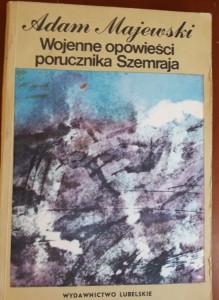 Adam Majewski
Wojenne opowieści
porucznika Szemraja
WYDAWNICTWO LUBELSKIE